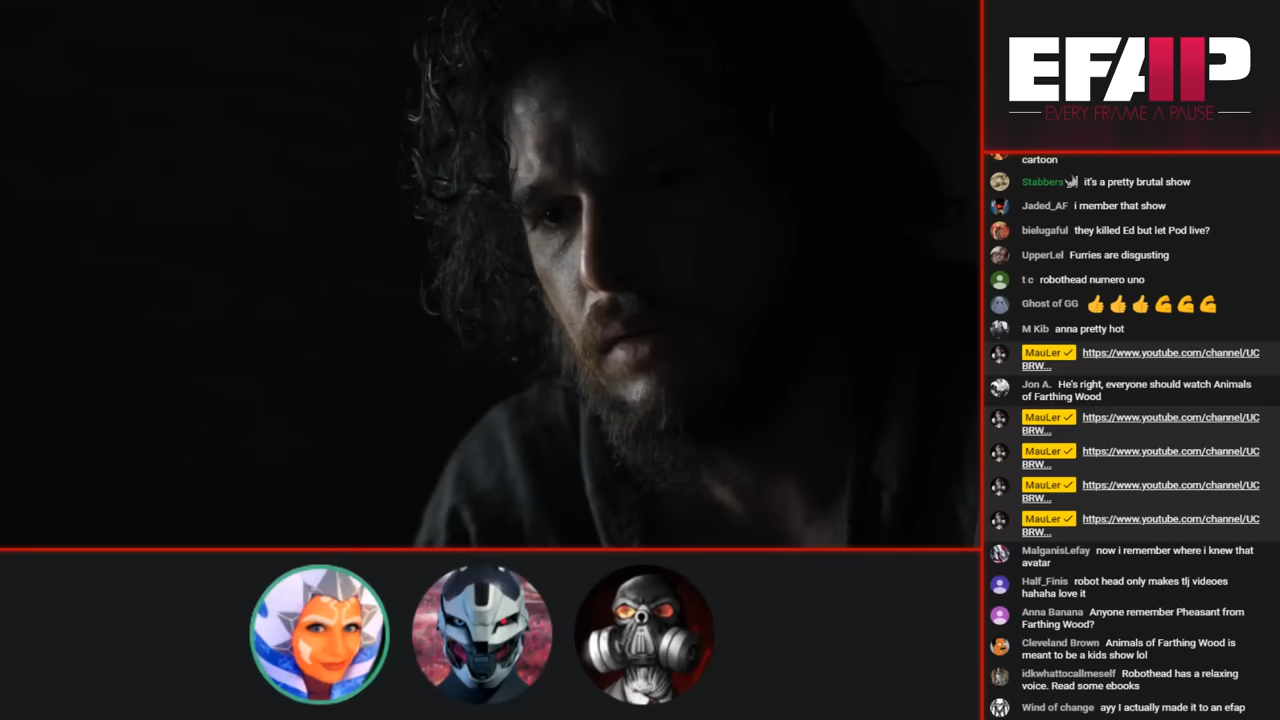 EFAP
EVERY FRAME A PAUSE
cartoon
Stabbers it's a pretty brutal show
Jaded_AF i member that show
bielugaful they killed Ed but let Pod live?
UpperLel Furries are disgusting
t c robothead numero uno
Ghost of GG 👍👍👍💪💪💪
M Kib anna pretty hot
MauLer ✓ https://www.youtube.com/channel/UC
BRW...
Jon A. He's right, everyone should watch Animals
of Farthing Wood
MauLer ✓ https://www.youtube.com/channel/UC
BRW...
MauLer ✓ https://www.youtube.com/channel/UC
BRW...
MauLer ✓ https://www.youtube.com/channel/UC
BRW...
MauLer ✓ https://www.youtube.com/channel/UC
BRW...
MalganisLefay now i remember where i knew that
avatar
Half_Finis robot head only makes tlj videoes
hahaha love it
Anna Banana Anyone remember Pheasant from
Farthing Wood?
Cleveland Brown Animals of Farthing Wood is
meant to be a kids show lol
idkwhattocallmeself Robothead has a relaxing
voice. Read some ebooks
Wind of change ayy I actually made it to an efap